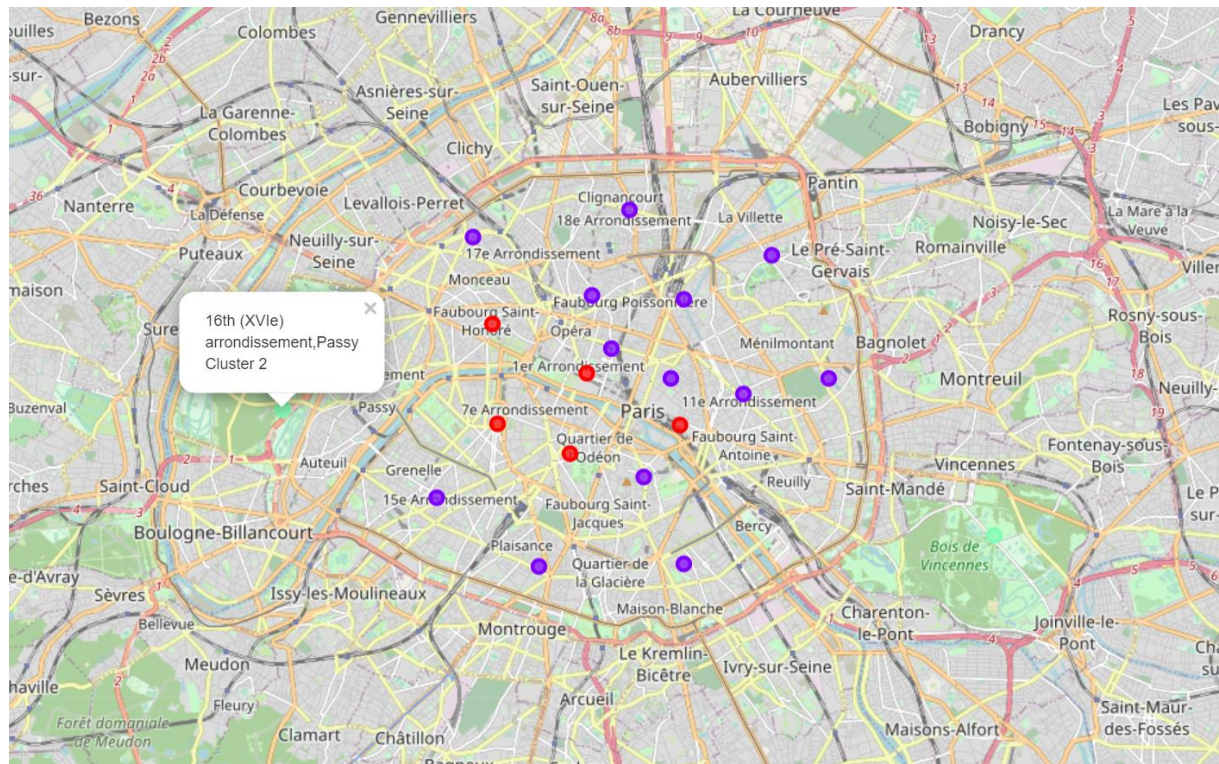 La Courneuve
Bezons
Gennevilliers
Colombes
Drancy
Saint-Ouen-
sur-Seine
Aubervilliers
Asnières-sur-
Seine
La Garenne-
Colombes
Bobigny
Clichy
Courbevoie
Pantin
Nanterre
La Défense
Levallois-Perret
Clignancourt
18e Arrondissement
La Villette
Noisy-le-Sec
La Mare à la
Veuve
Puteaux
Neuilly-sur-
Seine
17e Arrondissement
Le Pré-Saint-
Gervais
Romainville
Monceau
16th (XVIe)
arrondissement,Passy
Cluster 2
×
Faubourg Poissonnière
Faubourg Saint-
Honoré
Opéra
Ménilmontant
Bagnolet
Rosny-sous-
Bois
1er Arrondissement
Montreuil
Neuilly-
Buzenval
Passy
7e Arrondissement
Paris
11e Arrondissement
Quartier de
Odéon
Faubourg Saint-
Antoine
Fontenay-sous-
Bois
Auteuil
Grenelle
Reuilly
Vincennes
Saint-Cloud
15e Arrondissement
Faubourg Saint-
Jacques
Saint-Mandé
Boulogne-Billancourt
Bercy
Plaisance
Bois de
Vincennes
Quartier de
la Glacière
Sèvres
Issy-les-Moulineaux
Bellevue
Maison-Blanche
Charenton-
le-Pont
Joinville-le-
Pont
Montrouge
Meudon
Le Kremlin-
Bicêtre
Ivry-sur-Seine
Fleury
Arcueil
Saint-Maur-
des-Fossés
Forêt domaniale
de Meudon
Clamart
Châtillon
Maisons-Alfort